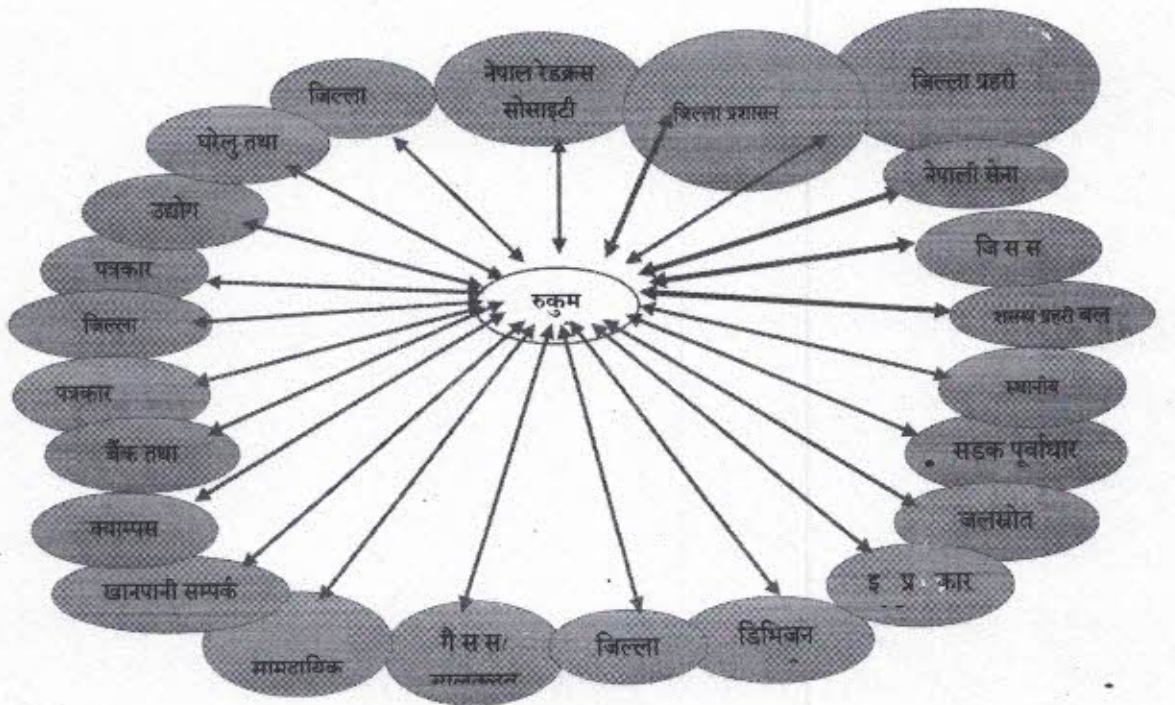 नेपाल रेडक्रस
सोसाइटी
जिल्ला प्रहरी
जिल्ला
जिल्ला प्रशासन
घरेलु तथा
नेपाली सेना
उद्योग
जि स स
पत्रकार
रुकुम
जिल्ला
प्रहरी बल
स्थानीय
पत्रकार
बैंक तथा
सडक पूर्वाधार
क्याम्पस
जलस्रोत
खानपानी सम्पर्क
जिल्ला
डिभिजन
गै स स/